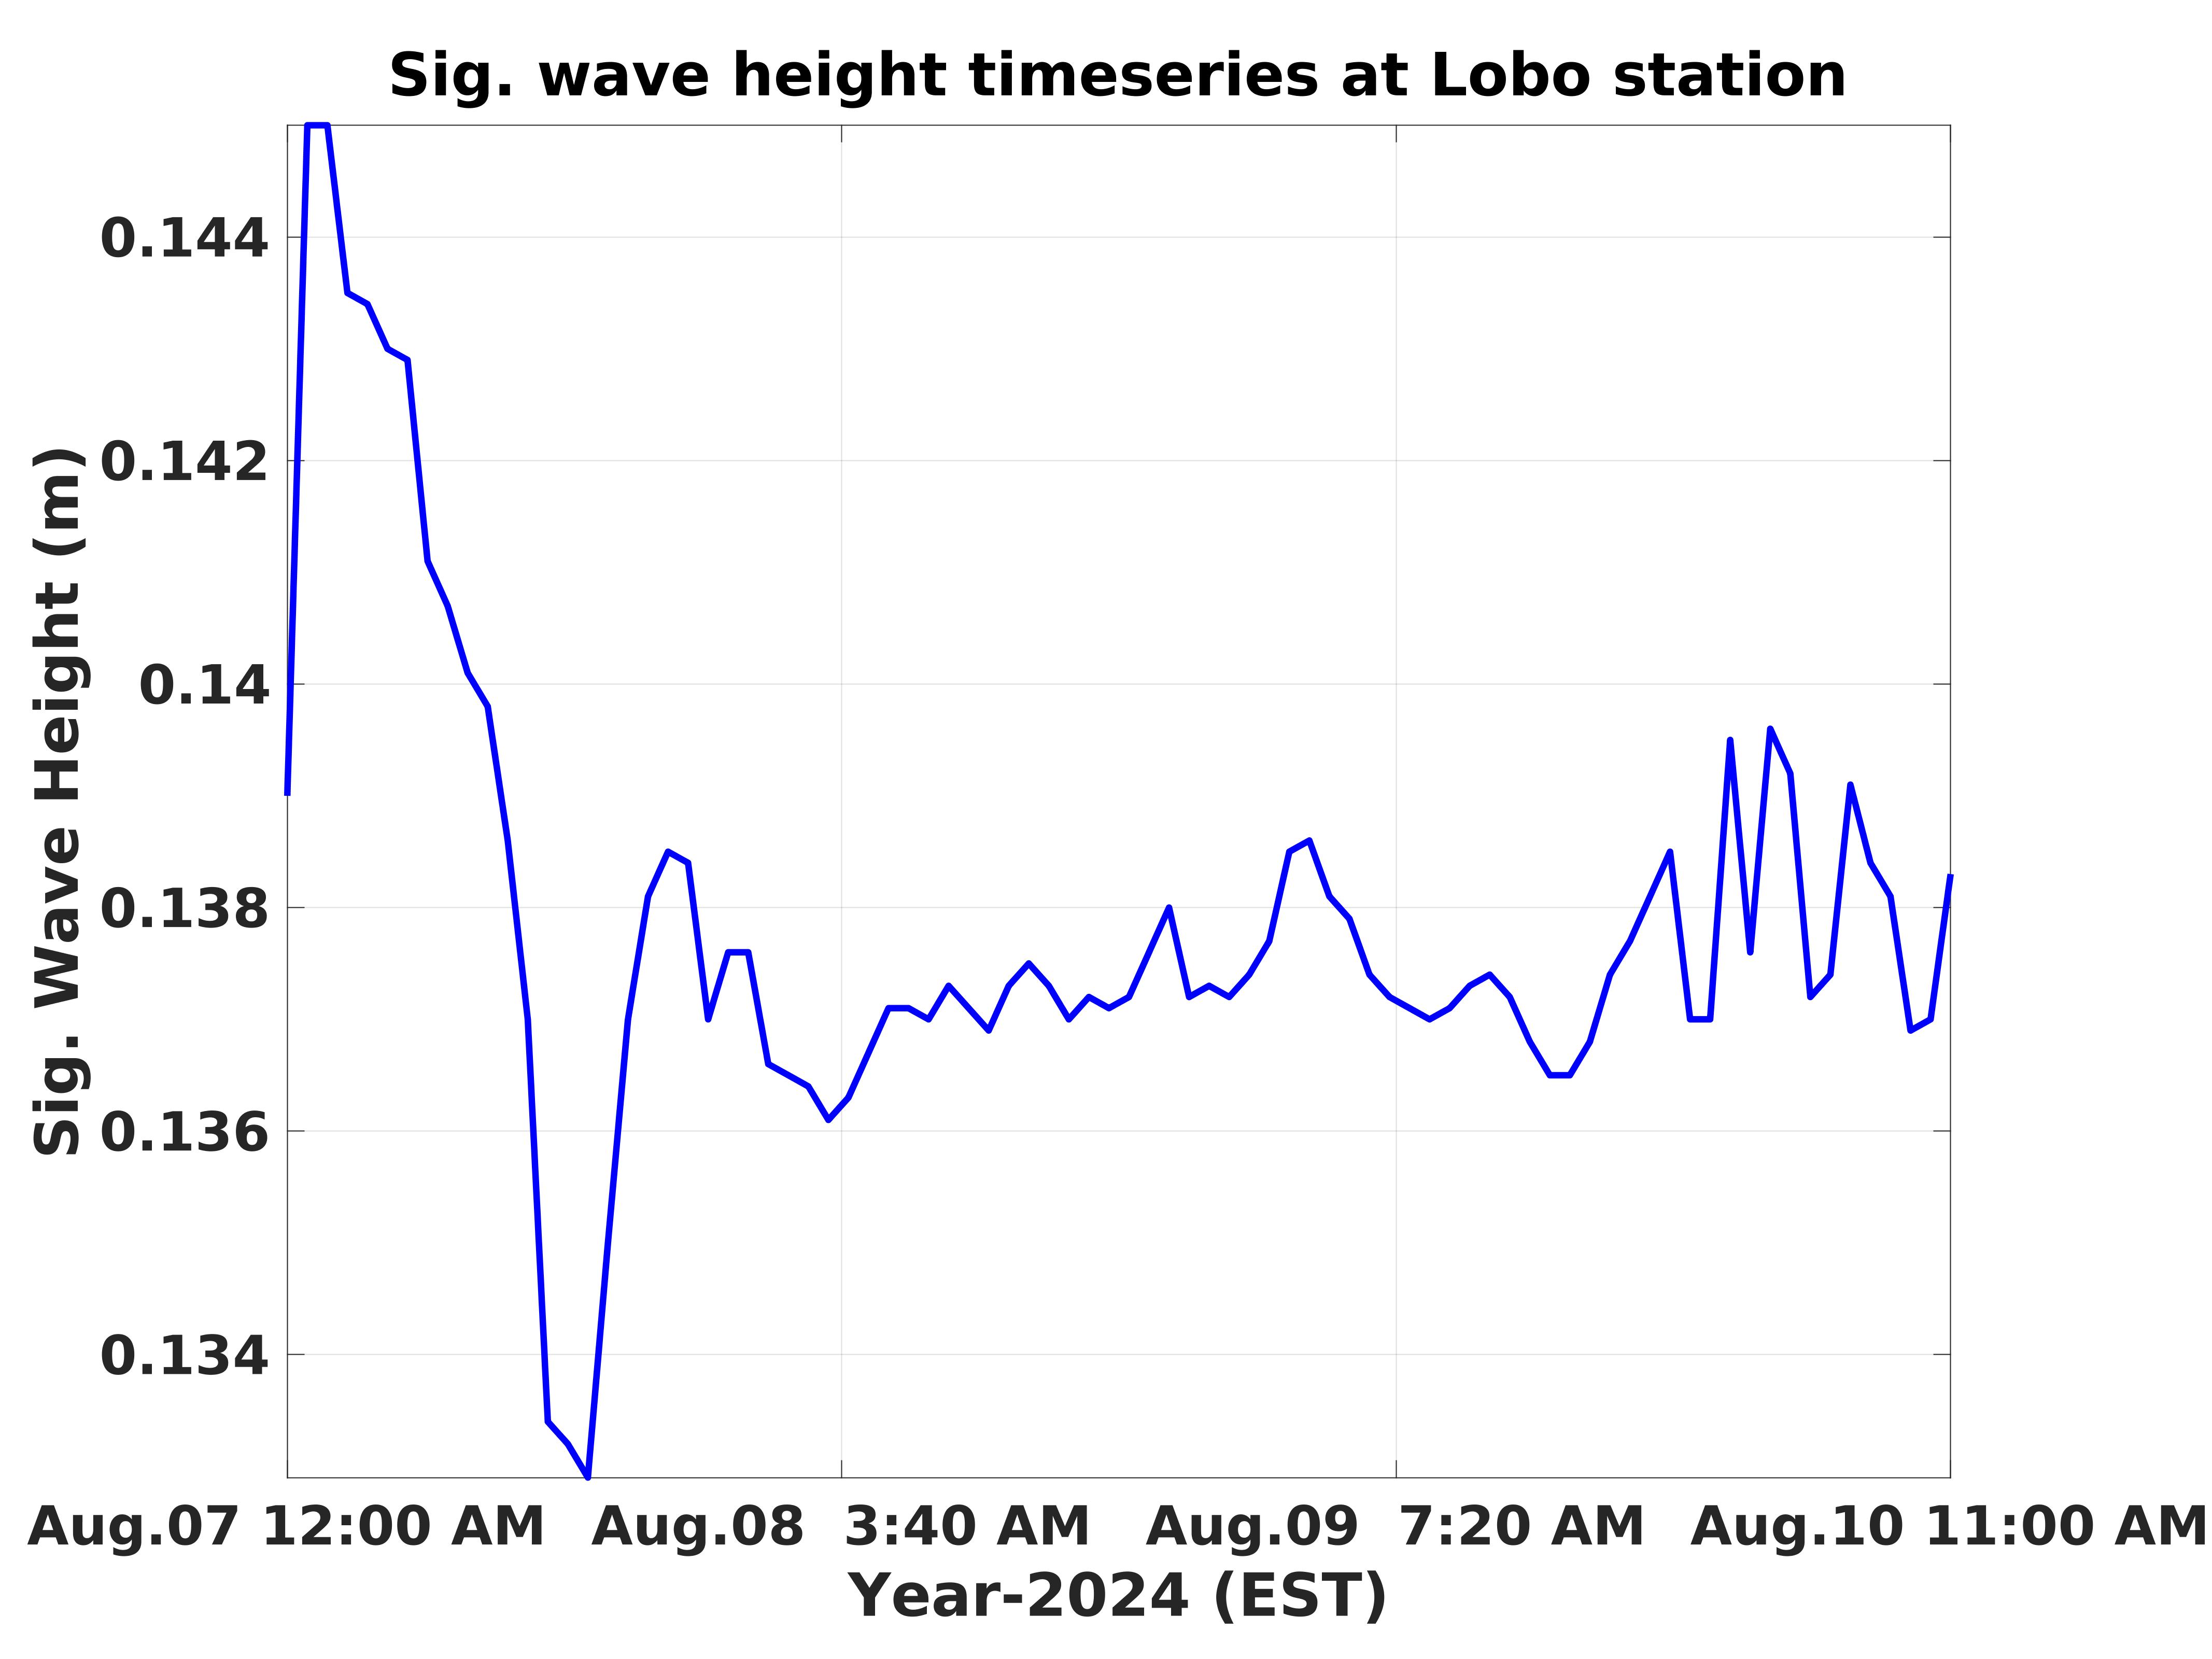 Sig. wave height timeseries at Lobo station
Sig. Wave Height (m)
0.144
0.142
0.14
0.138
0.136
0.134
Aug.07 12:00 AM Aug.08 3:40 AM Aug.09 7:20 AM Aug.10 11:00 AM
Year-2024 (EST)